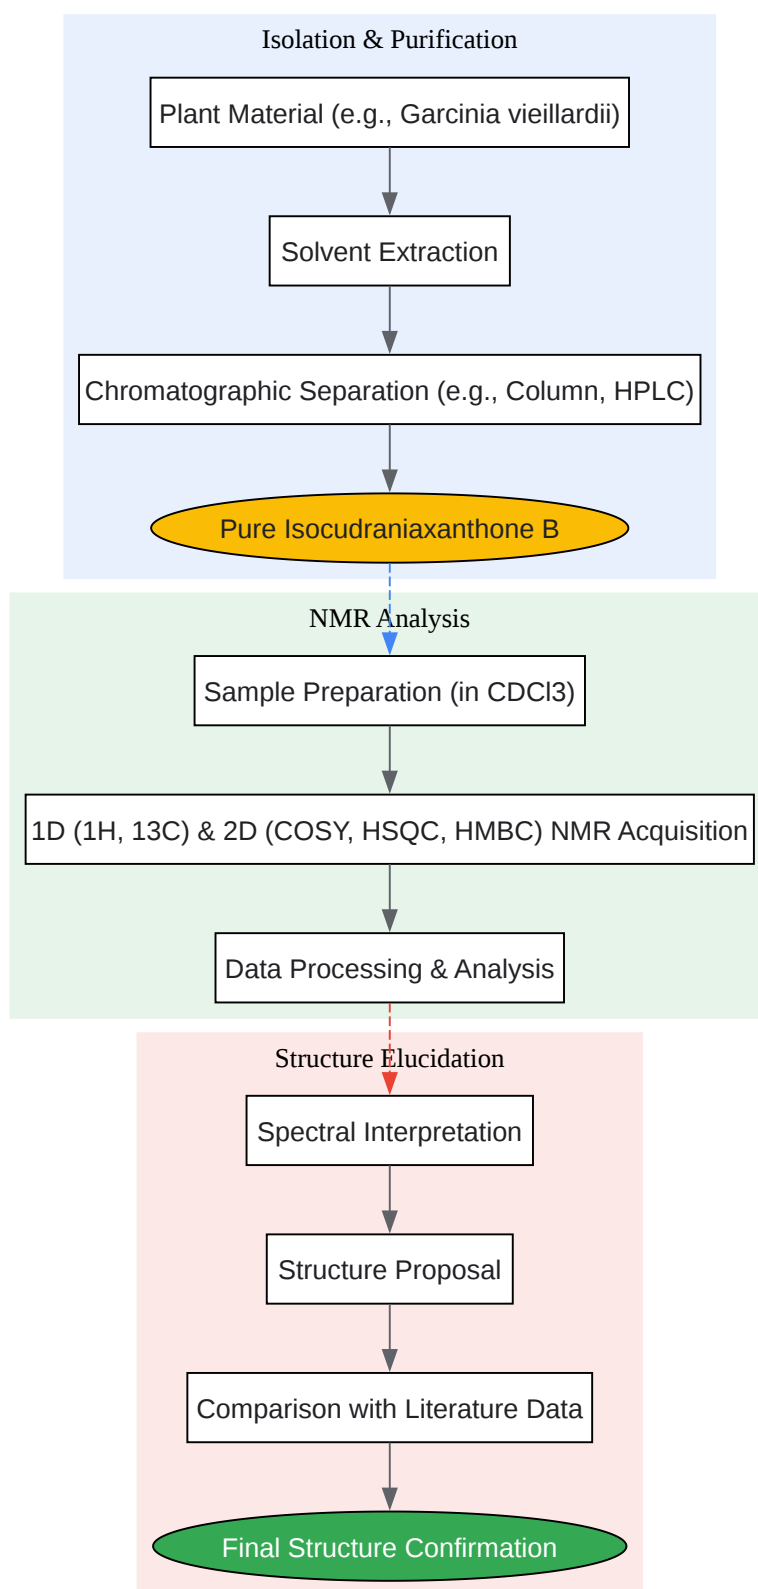 Isolation & Purification
Plant Material (e.g., Garcinia vieillardii)
Solvent Extraction
Chromatographic Separation (e.g., Column, HPLC)
Pure Isocudraniaxanthone B
NMR Analysis
Sample Preparation (in CDCl3)
1D (1H, 13C) & 2D (COSY, HSQC, HMBC) NMR Acquisition
Data Processing & Analysis
Structure Elucidation
Spectral Interpretation
Structure Proposal
Comparison with Literature Data
Final Structure Confirmation